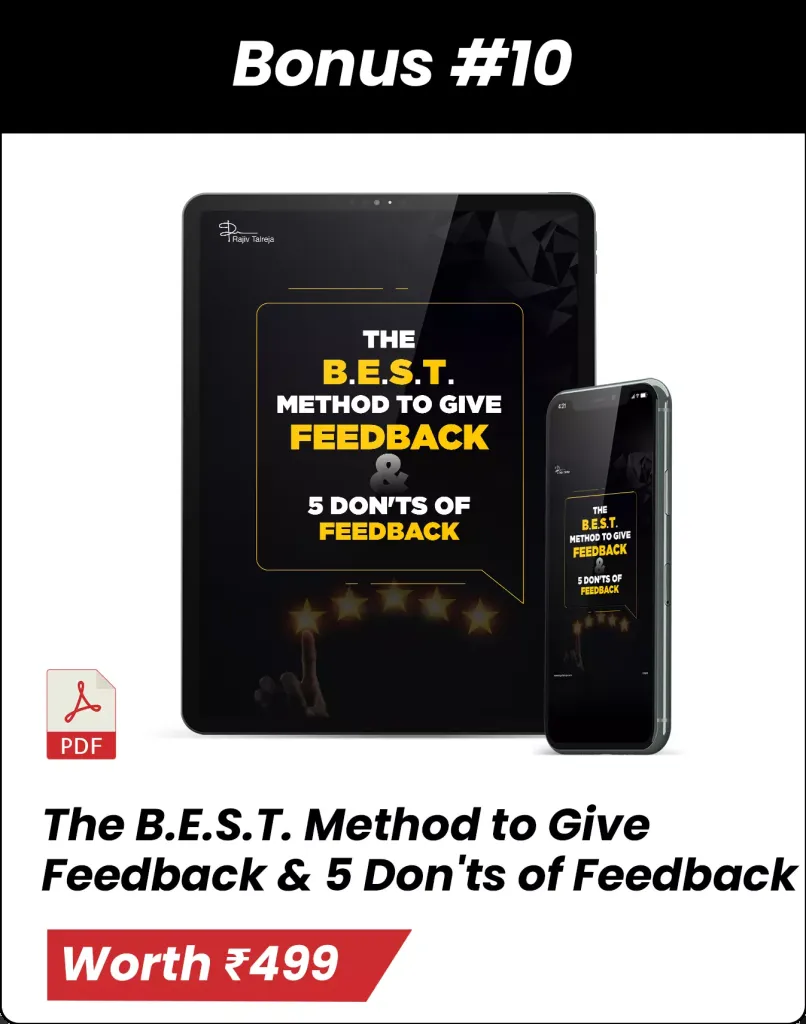 Bonus #10
Rajiv Talreja
THE
B.E.S.T.
METHOD TO GIVE
FEEDBACK
&
5 DON'TS OF
FEEDBACK
THE
B.E.S.T.
METHOD TO GIVE
FEEDBACK
&
5 DON'TS OF
FEEDBACK
PDF
The B.E.S.T. Method to Give
Feedback & 5 Don'ts of Feedback
Worth ₹499